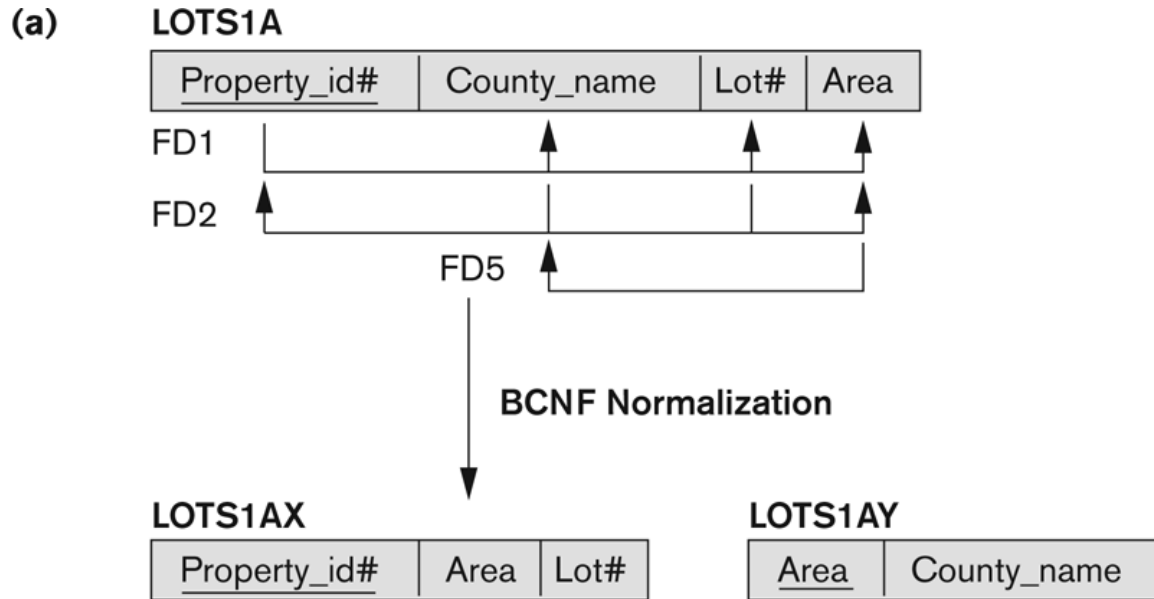 (a) LOTS1A
Property_id# County_name Lot# Area
FD1
FD2
FD5
BCNF Normalization
LOTS1AX LOTS1AY
Property_id# Area Lot# Area County_name